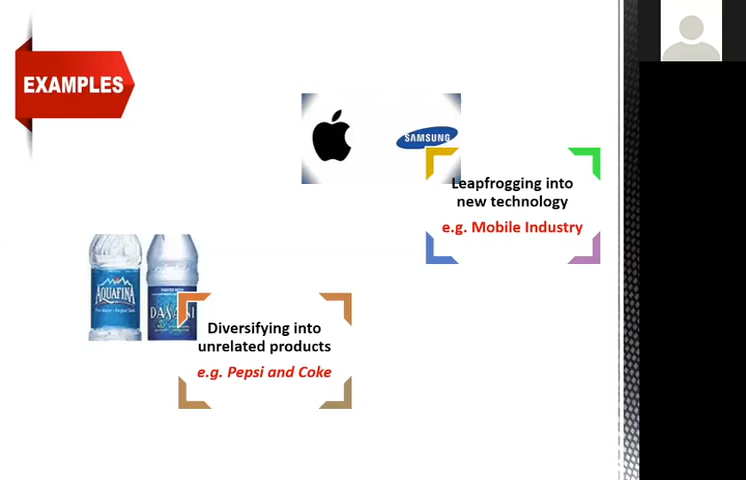 EXAMPLES
SAMSUNG
Leapfrogging into
new technology
e.g. Mobile Industry
AQUAFINA
DASANI
Diversifying into
unrelated products
e.g. Pepsi and Coke